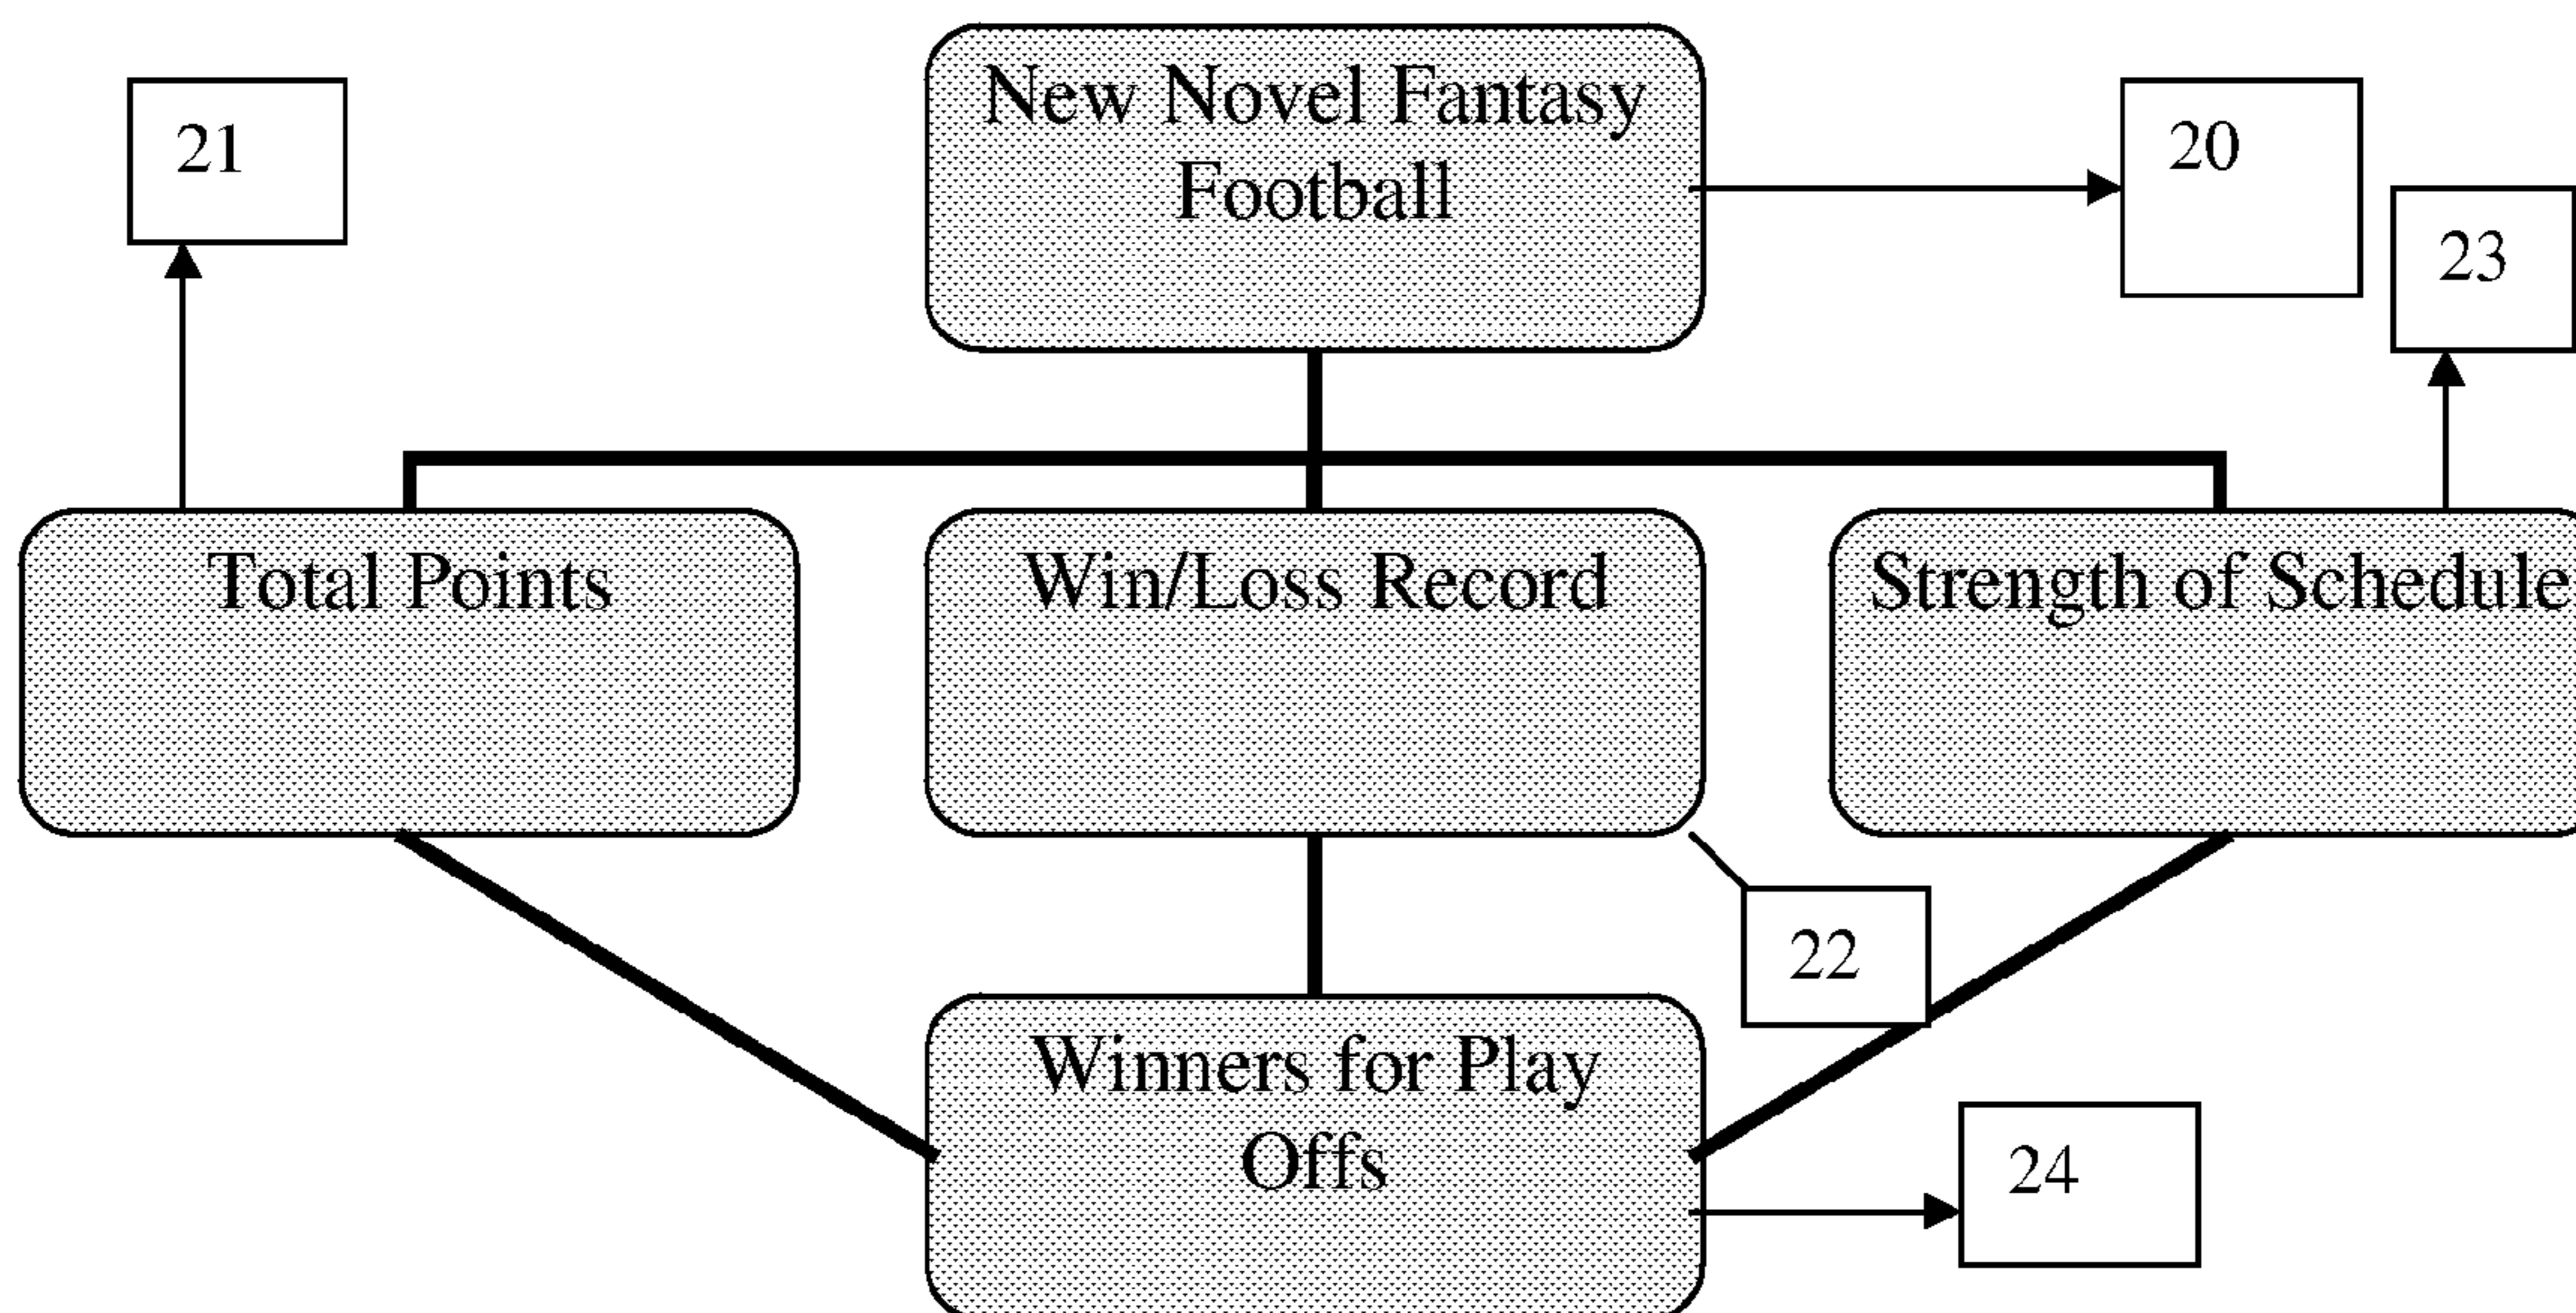 New Novel Fantasy
Football
21
20
23
Total Points
Win/Loss Record
Strength of Schedule
22
Winners for Play
Offs
24